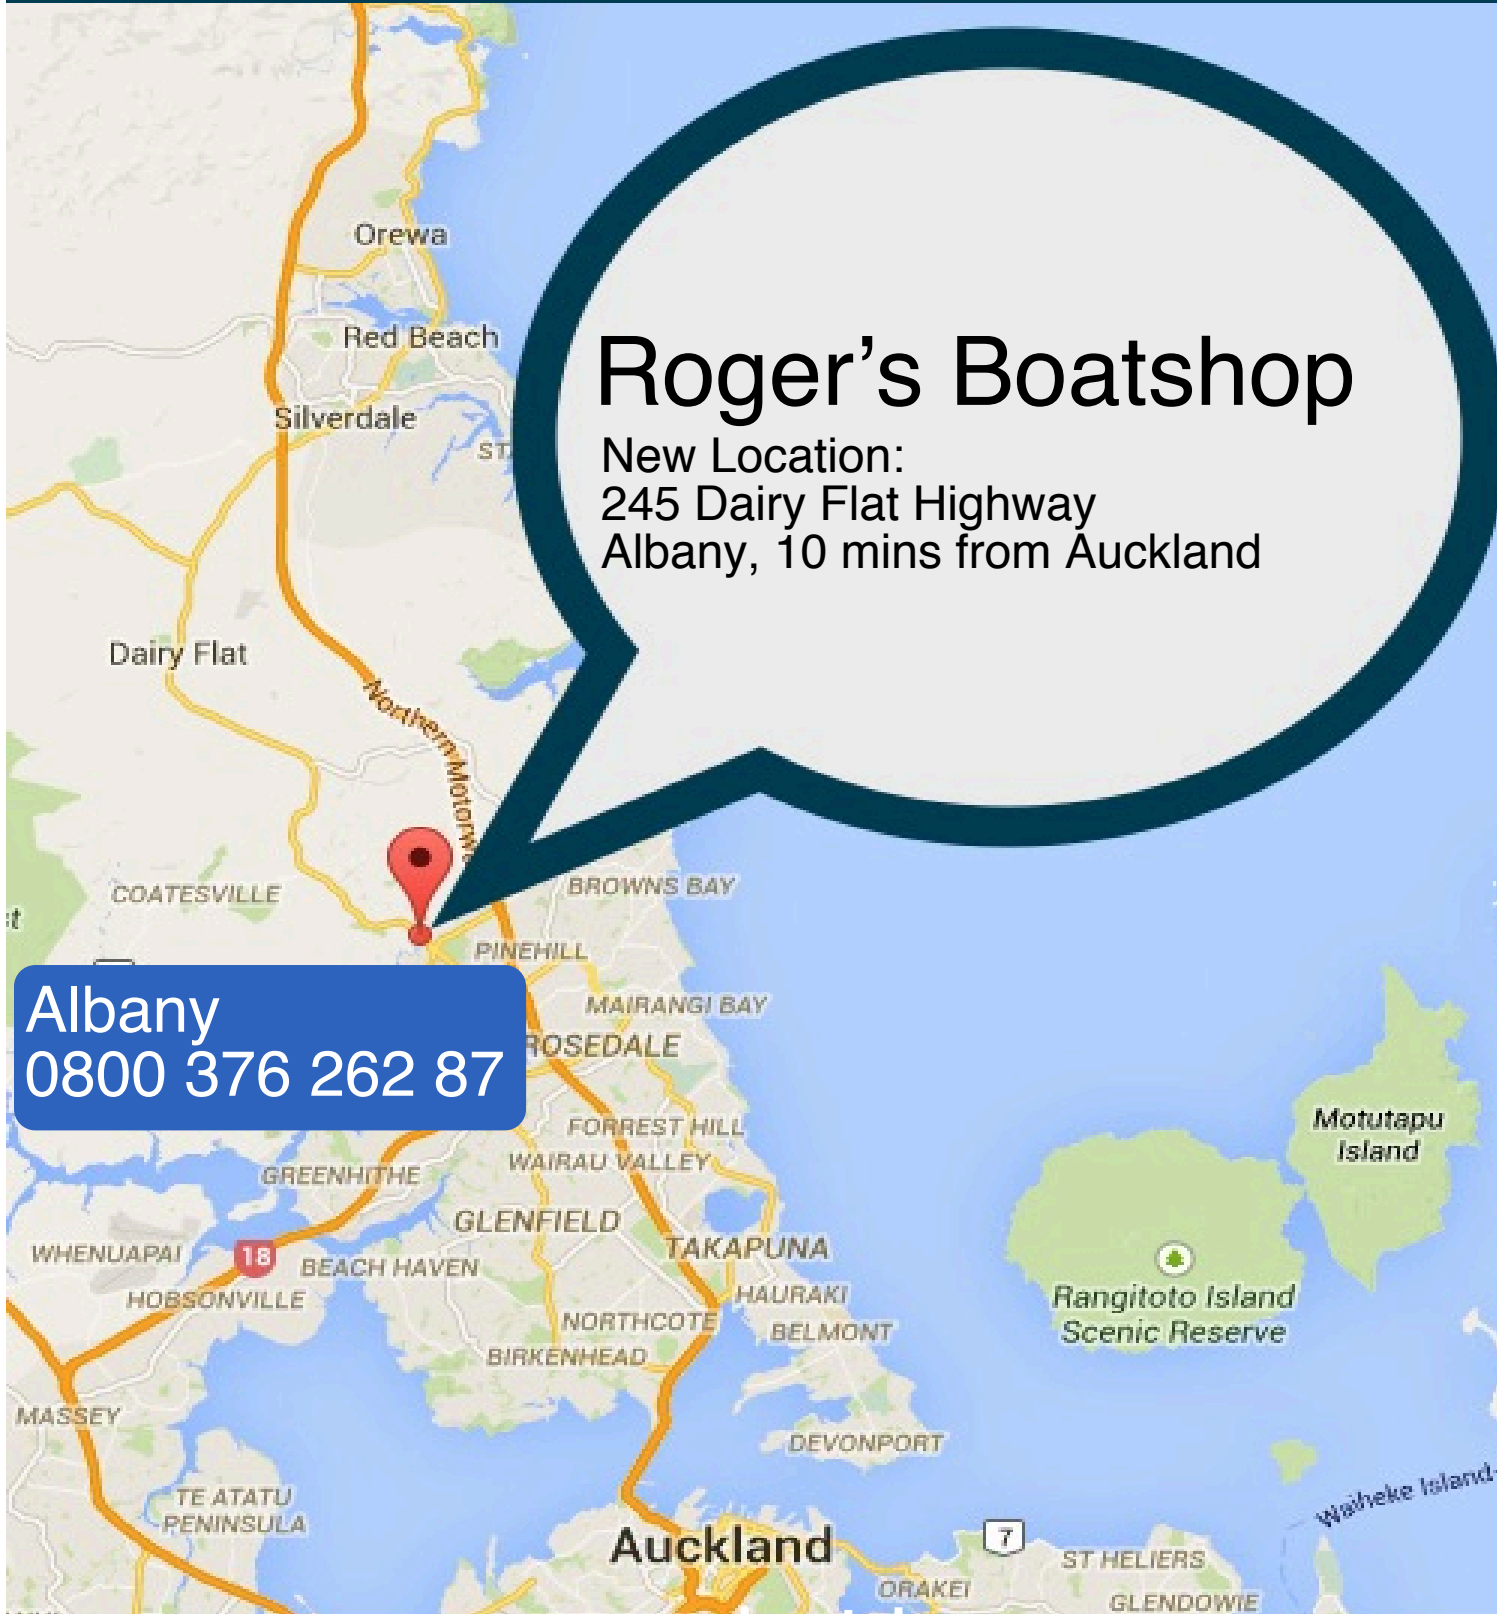 Orewa
Red Beach
Silverdale
Roger's Boatshop
New Location:
245 Dairy Flat Highway
Albany, 10 mins from Auckland
Dairy Flat
COATESVILLE
BROWNS BAY
PINEHILL
Albany
0800 376 262 87
MAIRANGI BAY
ROSEDALE
FORREST HILL
WAIRAU VALLEY
GREENHITHE
GLENFIELD
Motutapu
Island
WHENUAPAI
18
BEACH HAVEN
TAKAPUNA
HOBSONVILLE
HAURAKI
Rangitoto Island
Scenic Reserve
NORTHCOTE
BELMONT
BIRKENHEAD
MASSEY
DEVONPORT
TE ATATU
PENINSULA
Waiheke Island
Auckland
7
ST HELIERS
ORAKEI
GLENDOWIE